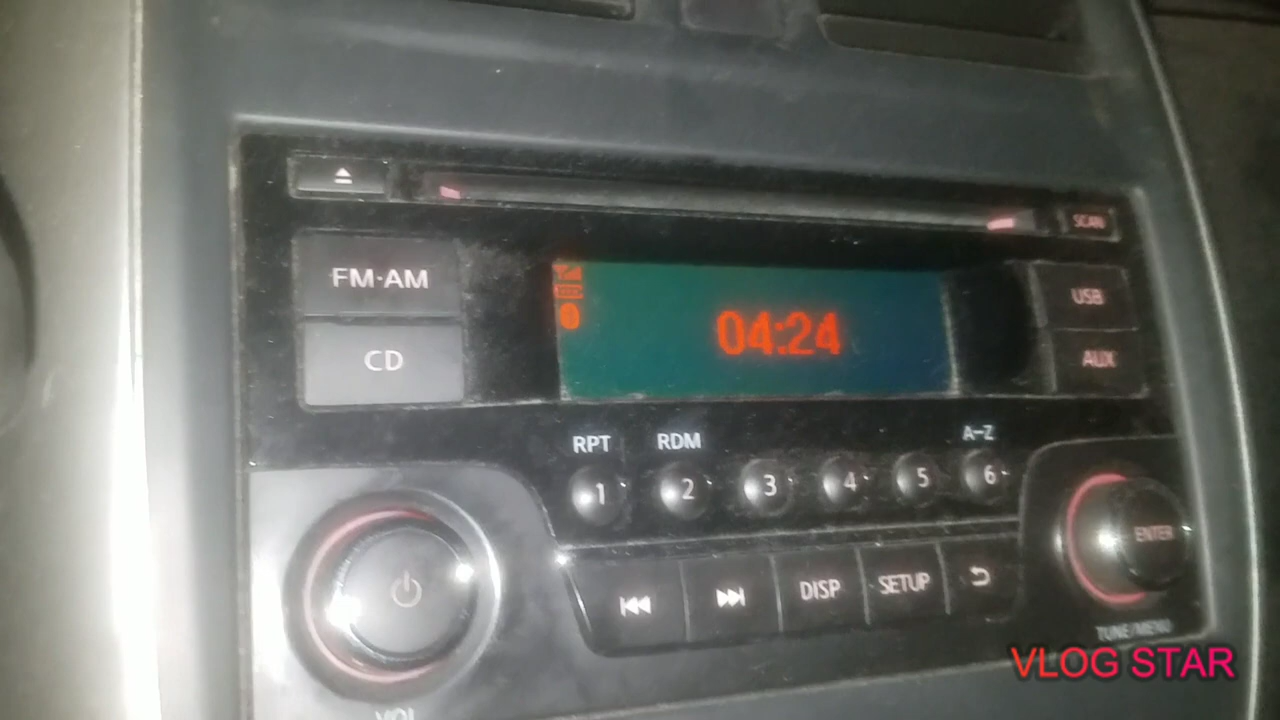 SCAN
FM·AM
USB
04:24
CD
AUX
RPT RDM A-Z
1 2 3 4 5 6
ENTER
DISP SETUP
TUNE/MENU
VOL
VLOG STAR